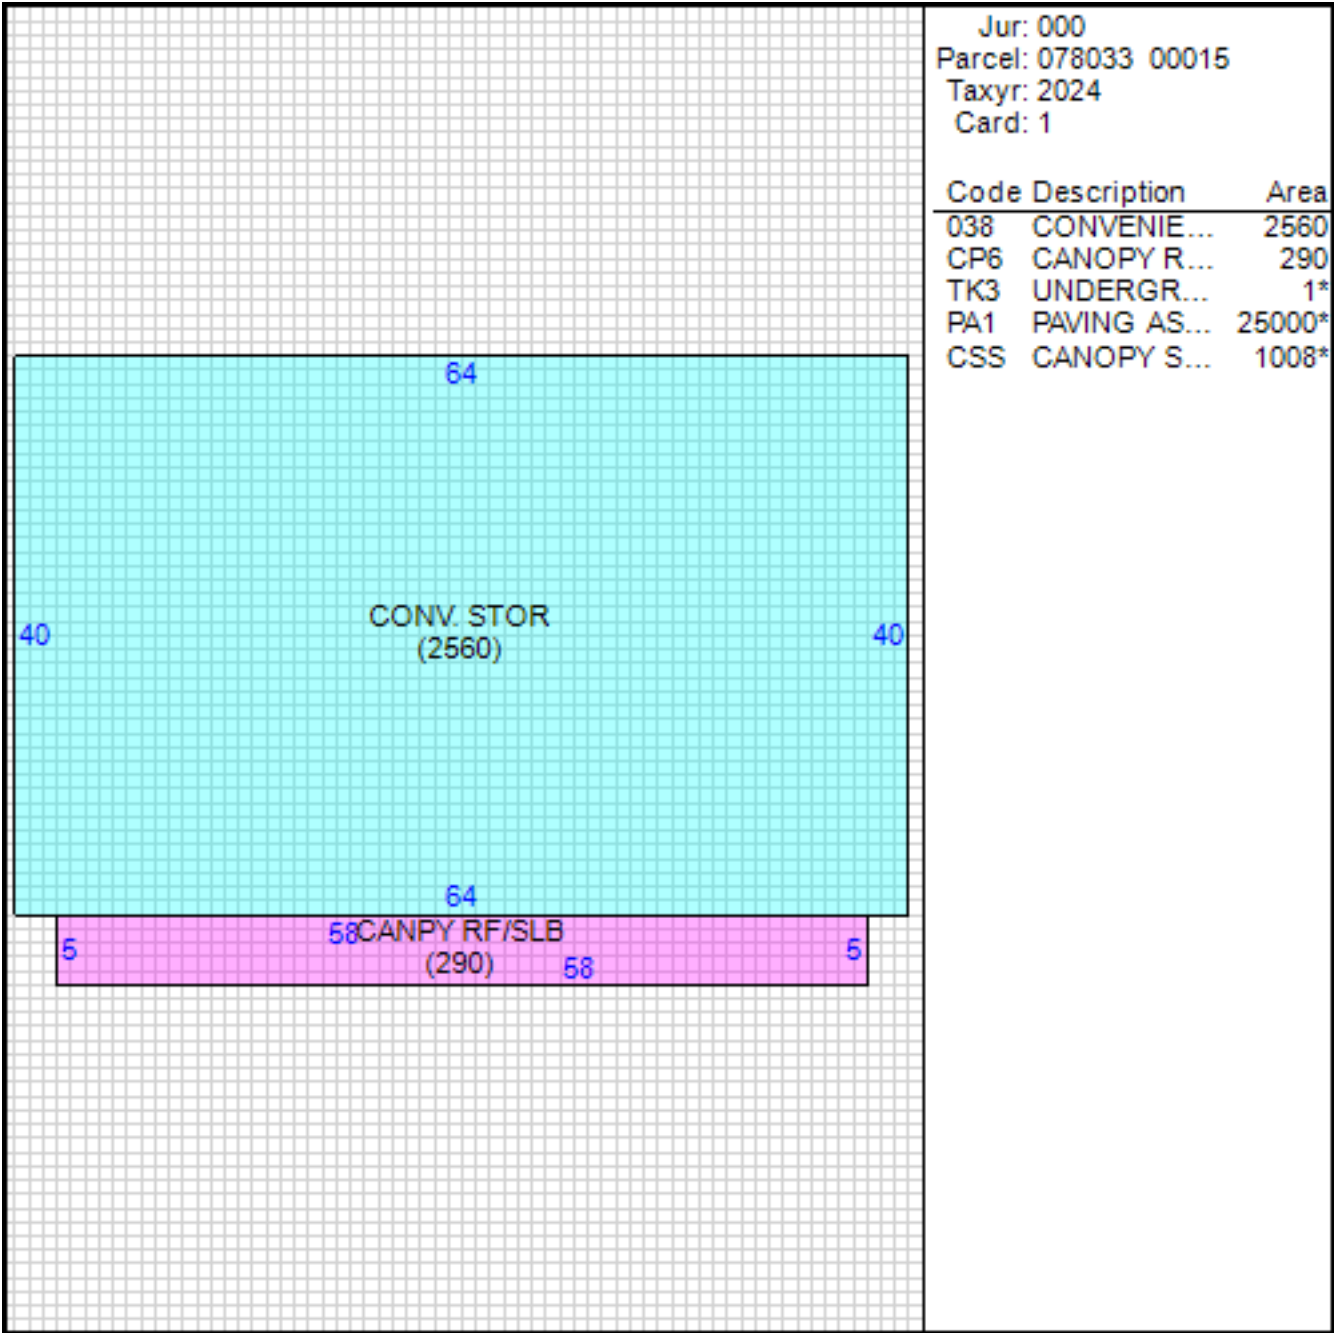 Jur: 000
Parcel: 078033 00015
Taxyr: 2024
Card: 1
Code Description Area
038 CONVENIE... 2560
CP6 CANOPY R... 290
TK3 UNDERGR... 1*
PA1 PAVING AS... 25000*
CSS CANOPY S... 1008*
64
CONV. STOR
40 40
(2560)
64
58 CANPY RF/SLB
5 5
(290) 58